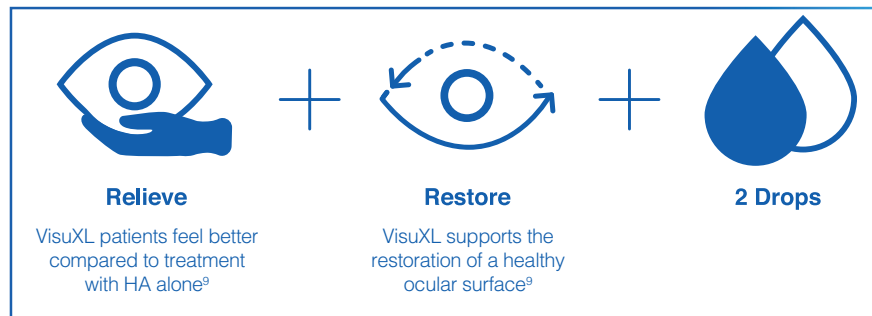 Relieve
VisuXL patients feel better
compared to treatment
with HA alone⁹
Restore
VisuXL supports the
restoration of a healthy
ocular surface⁹
2 Drops